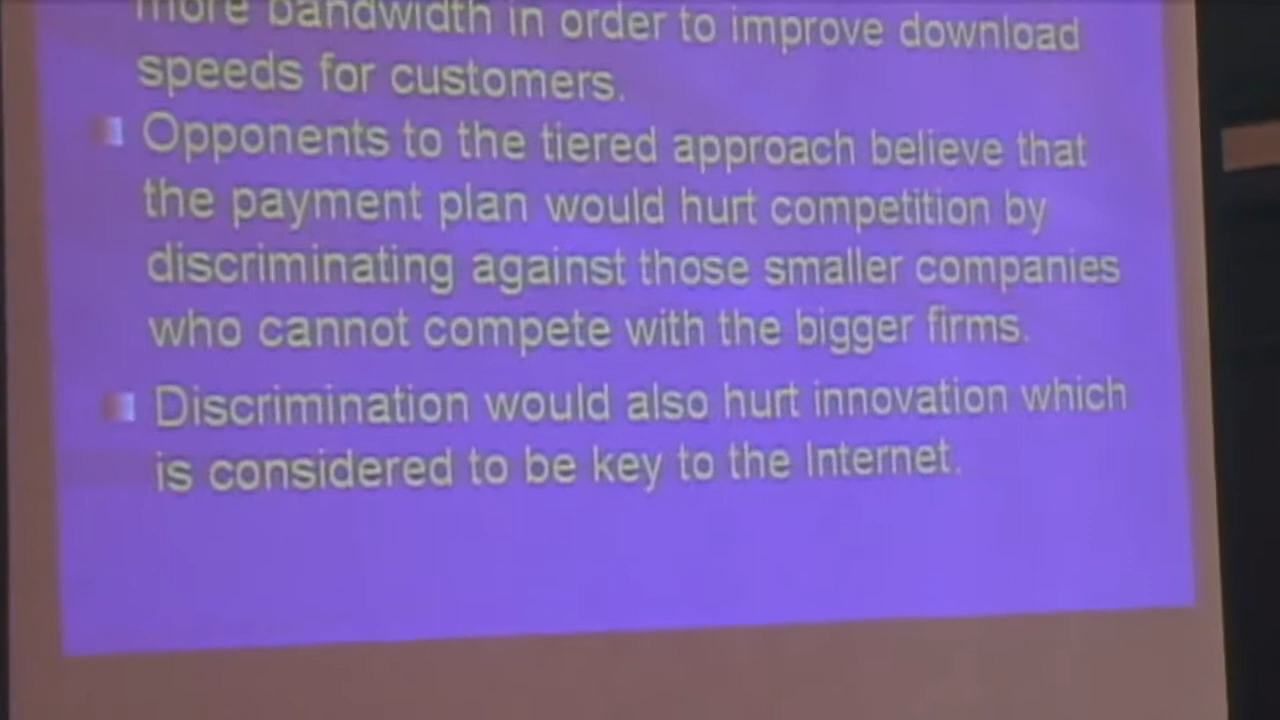 more bandwidth in order to improve download
speeds for customers.
Opponents to the tiered approach believe that
the payment plan would hurt competition by
discriminating against those smaller companies
who cannot compete with the bigger firms.
Discrimination would also hurt innovation which
is considered to be key to the Internet.